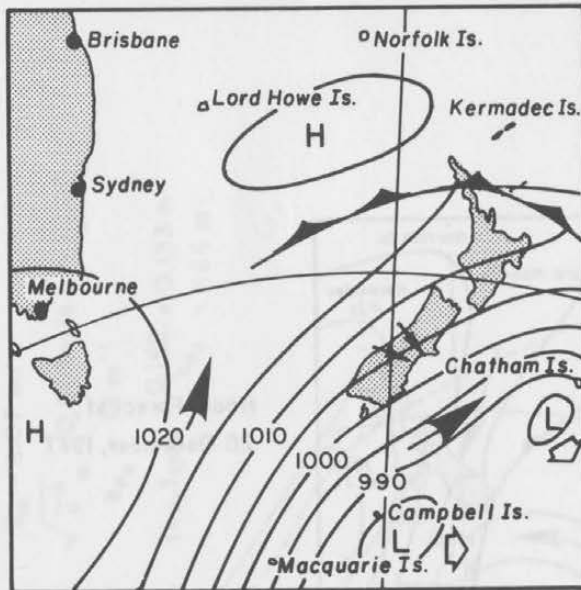 Brisbane
Norfolk Is.
Lord Howe Is.
Kermadec Is.
H
Sydney
Melbourne
Chatham Is.
H
1020
1010
1000
990
L
Campbell Is.
L
Macquarie Is.